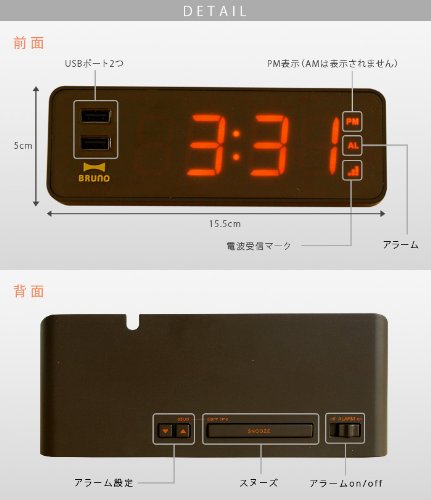 DETAIL
前面
USBポート2つ
PM表示(AMは表示されません)
5cm
3:31
PM
AL
BRUNO
15.5cm
電波受信マーク
アラーム
背面
SNOOZE
ALARM
アラーム設定
スヌーズ
アラームon/off